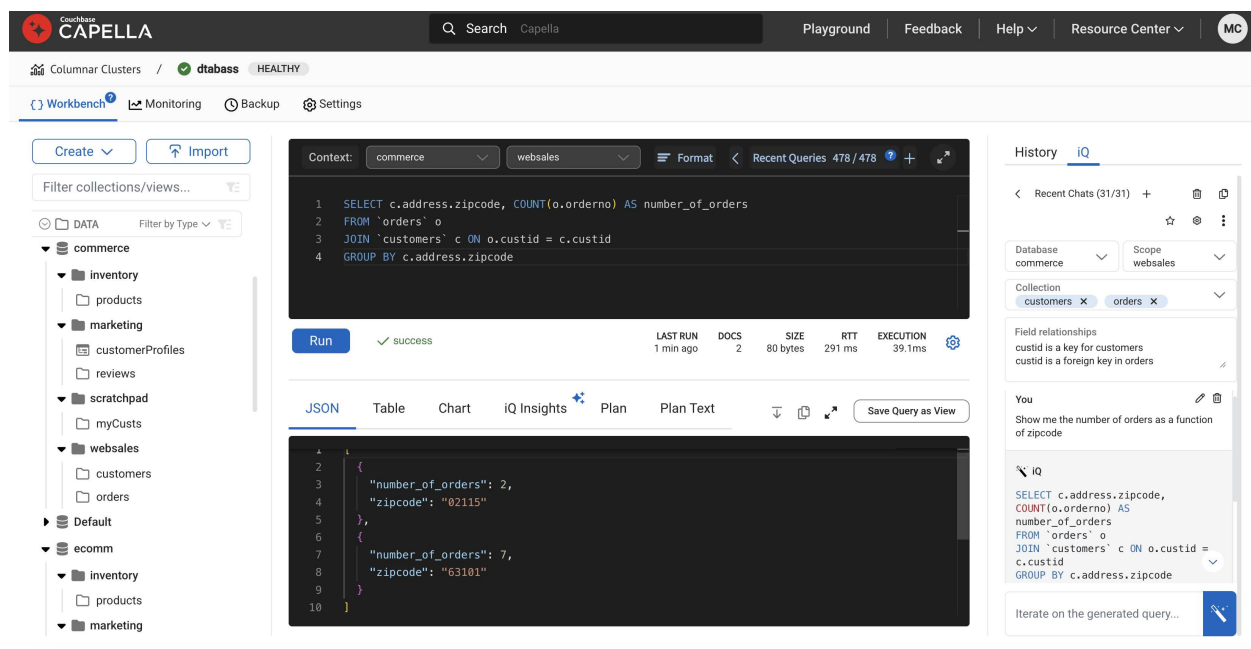 Couchbase
CAPELLA
Search Capella
Playground
Feedback
Help
Resource Center
MC
Columnar Clusters / dtabass HEALTHY
{} Workbench ?
Monitoring
Backup
Settings
Create
Import
Filter collections/views...
DATA
Filter by Type
commerce
inventory
products
marketing
customerProfiles
reviews
scratchpad
myCusts
websales
customers
orders
Default
ecomm
inventory
products
marketing
Context: commerce websales Format < Recent Queries 478 / 478 ? +
1 SELECT c.address.zipcode, COUNT(o.orderno) AS number_of_orders
2 FROM `orders` o
3 JOIN `customers` c ON o.custid = c.custid
4 GROUP BY c.address.zipcode
Run
success
LAST RUN DOCS SIZE RTT EXECUTION
1 min ago 2 80 bytes 291 ms 39.1ms
JSON Table Chart iQ Insights Plan Plan Text
Save Query as View
1 [
2 {
3 "number_of_orders": 2,
4 "zipcode": "02115"
5 },
6 {
7 "number_of_orders": 7,
8 "zipcode": "63101"
9 }
10 ]
History iQ
< Recent Chats (31/31) +
Database
commerce
Scope
websales
Collection
customers × orders ×
Field relationships
custid is a key for customers
custid is a foreign key in orders
You
Show me the number of orders as a function
of zipcode
iQ
SELECT c.address.zipcode,
COUNT(o.orderno) AS
number_of_orders
FROM `orders` o
JOIN `customers` c ON o.custid =
c.custid
GROUP BY c.address.zipcode
Iterate on the generated query...